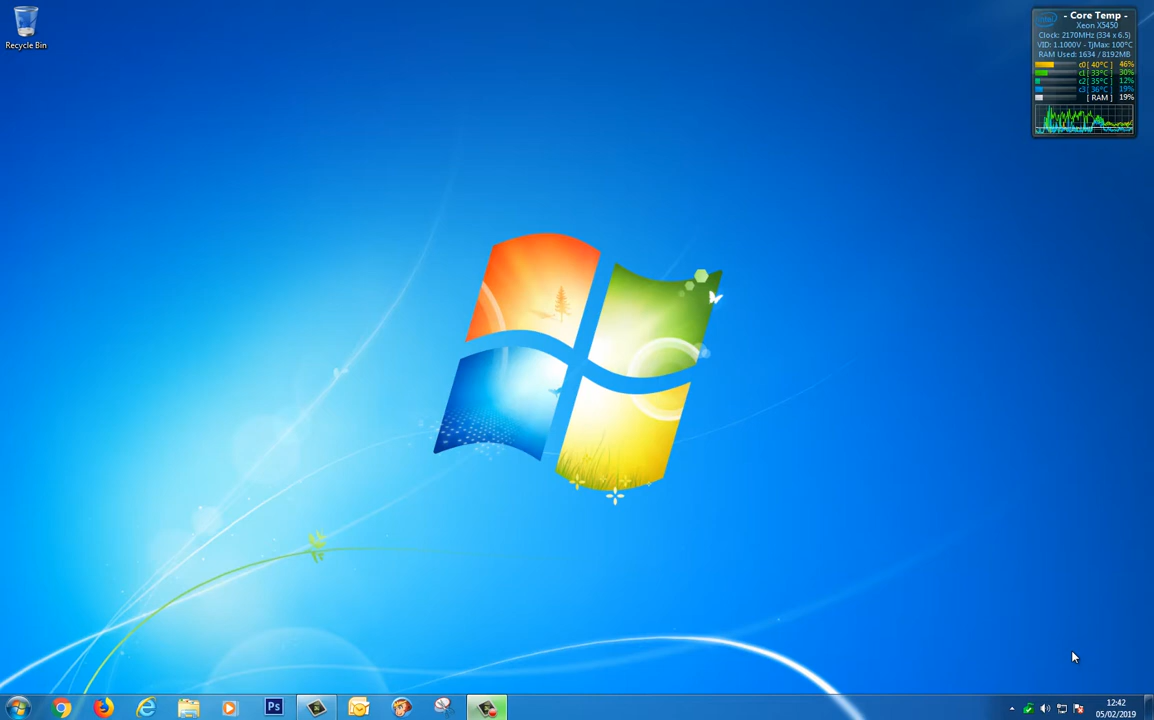 Recycle Bin
intel
- Core Temp -
Xeon X5450
Clock: 2170MHz (334 x 6.5)
VID: 1.1000V - TjMax: 100°C
RAM Used: 1634 / 8192MB
c0[ 40°C ] 46%
c1[ 33°C ] 30%
c2[ 35°C ] 12%
c3[ 36°C ] 19%
[ RAM ] 19%
Ps
12:42
05/02/2019